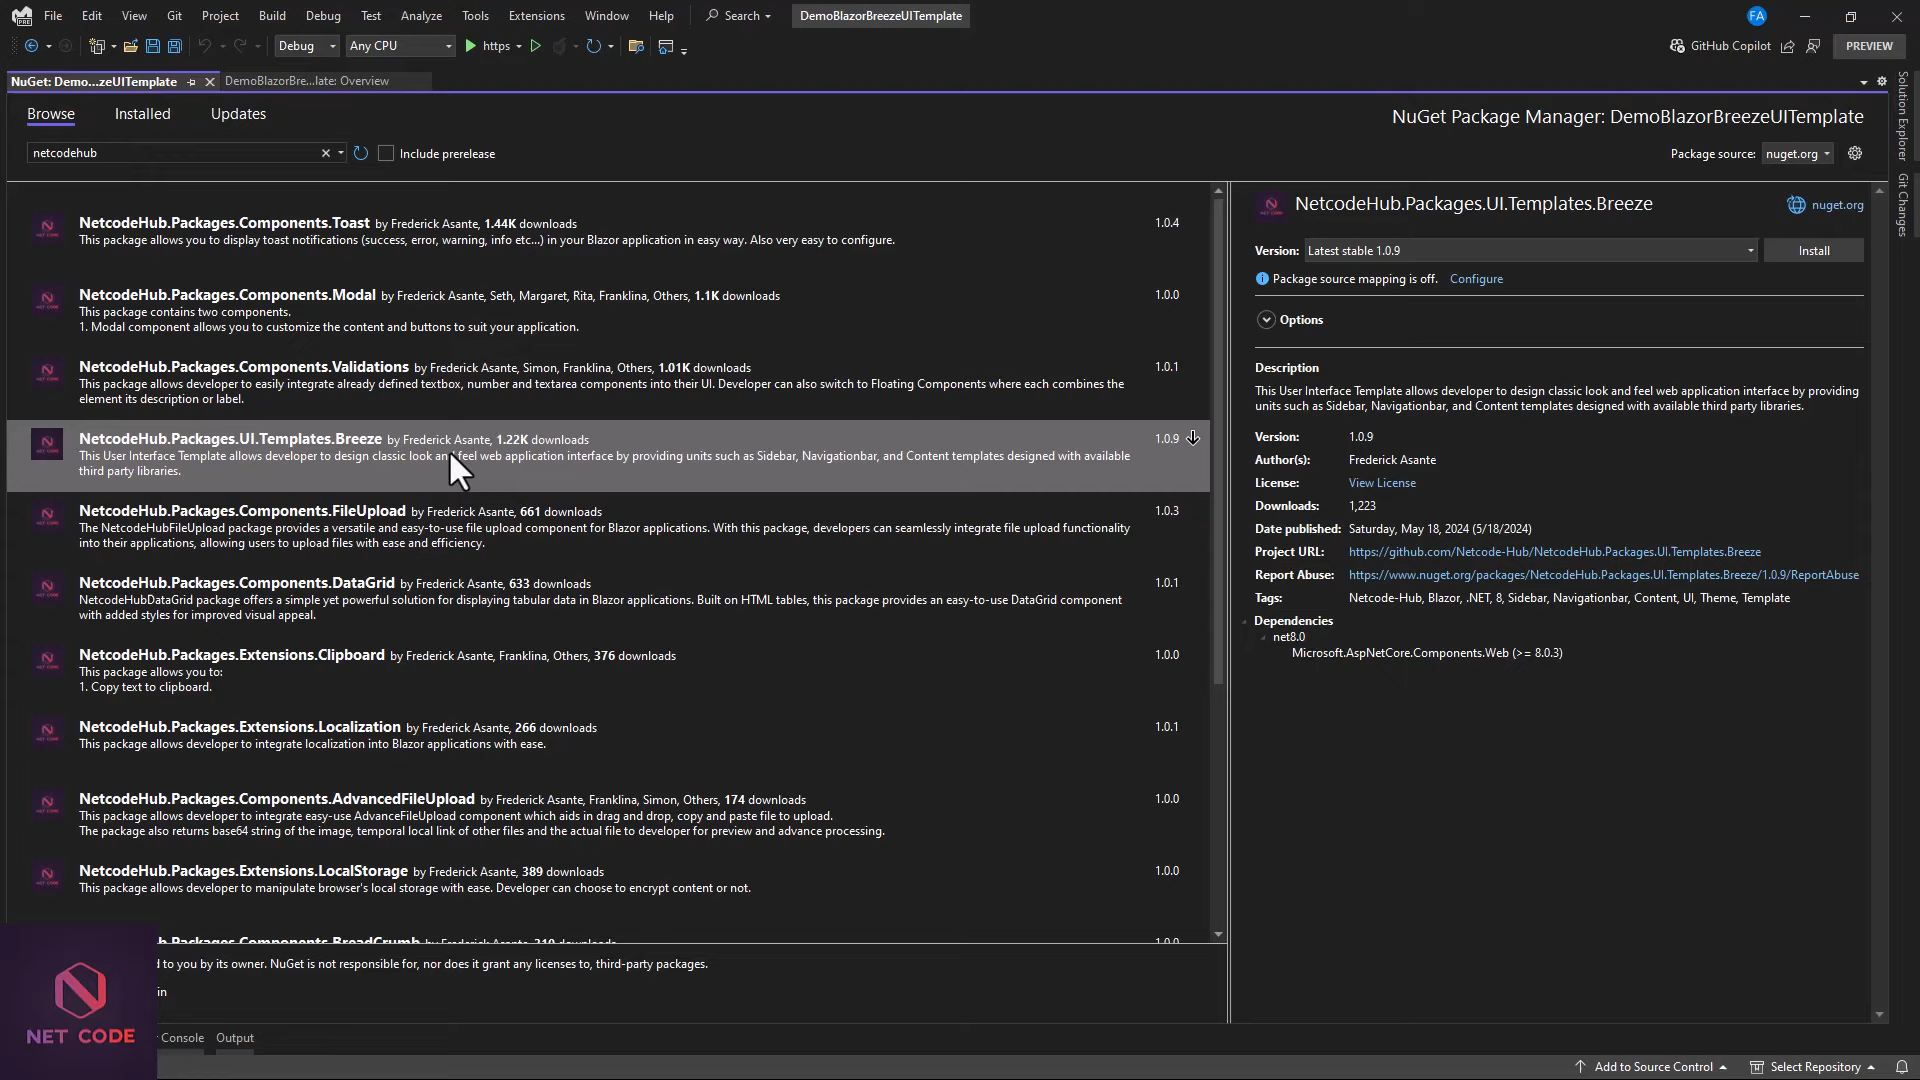 File Edit View Git Project Build Debug Test Analyze Tools Extensions Window Help Search DemoBlazorBreezeUITemplate FA
Debug Any CPU https GitHub Copilot PREVIEW
NuGet: Demo...zeUITemplate DemoBlazorBre...late: Overview
Browse Installed Updates
NuGet Package Manager: DemoBlazorBreezeUITemplate
netcodehub Include prerelease
Package source: nuget.org
Solution Explorer
Git Changes
NetcodeHub.Packages.Components.Toast by Frederick Asante, 1.44K downloads 1.0.4
This package allows you to display toast notifications (success, error, warning, info etc...) in your Blazor application in easy way. Also very easy to configure.
NetcodeHub.Packages.Components.Modal by Frederick Asante, Seth, Margaret, Rita, Franklina, Others, 1.1K downloads 1.0.0
This package contains two components.
1. Modal component allows you to customize the content and buttons to suit your application.
NetcodeHub.Packages.Components.Validations by Frederick Asante, Simon, Franklina, Others, 1.01K downloads 1.0.1
This package allows developer to easily integrate already defined textbox, number and textarea components into their UI. Developer can also switch to Floating Components where each combines the
element its description or label.
NetcodeHub.Packages.UI.Templates.Breeze by Frederick Asante, 1.22K downloads 1.0.9
This User Interface Template allows developer to design classic look and feel web application interface by providing units such as Sidebar, Navigationbar, and Content templates designed with available
third party libraries.
NetcodeHub.Packages.Components.FileUpload by Frederick Asante, 661 downloads 1.0.3
The NetcodeHubFileUpload package provides a versatile and easy-to-use file upload component for Blazor applications. With this package, developers can seamlessly integrate file upload functionality
into their applications, allowing users to upload files with ease and efficiency.
NetcodeHub.Packages.Components.DataGrid by Frederick Asante, 633 downloads 1.0.1
NetcodeHubDataGrid package offers a simple yet powerful solution for displaying tabular data in Blazor applications. Built on HTML tables, this package provides an easy-to-use DataGrid component
with added styles for improved visual appeal.
NetcodeHub.Packages.Extensions.Clipboard by Frederick Asante, Franklina, Others, 376 downloads 1.0.0
This package allows you to:
1. Copy text to clipboard.
NetcodeHub.Packages.Extensions.Localization by Frederick Asante, 266 downloads 1.0.1
This package allows developer to integrate localization into Blazor applications with ease.
NetcodeHub.Packages.Components.AdvancedFileUpload by Frederick Asante, Franklina, Simon, Others, 174 downloads 1.0.0
This package allows developer to integrate easy-use AdvanceFileUpload component which aids in drag and drop, copy and paste file to upload.
The package also returns base64 string of the image, temporal local link of other files and the actual file to developer for preview and advance processing.
NetcodeHub.Packages.Extensions.LocalStorage by Frederick Asante, 389 downloads 1.0.0
This package allows developer to manipulate browser's local storage with ease. Developer can choose to encrypt content or not.
b.Packages.Components.BreadCrumb by Frederick Asante, 310 downloads 1.0.0
d to you by its owner. NuGet is not responsible for, nor does it grant any licenses to, third-party packages.
in
NetcodeHub.Packages.UI.Templates.Breeze nuget.org
Version: Latest stable 1.0.9 Install
Package source mapping is off. Configure
Options
Description
This User Interface Template allows developer to design classic look and feel web application interface by providing
units such as Sidebar, Navigationbar, and Content templates designed with available third party libraries.
Version: 1.0.9
Author(s): Frederick Asante
License: View License
Downloads: 1,223
Date published: Saturday, May 18, 2024 (5/18/2024)
Project URL: https://github.com/Netcode-Hub/NetcodeHub.Packages.UI.Templates.Breeze
Report Abuse: https://www.nuget.org/packages/NetcodeHub.Packages.UI.Templates.Breeze/1.0.9/ReportAbuse
Tags: Netcode-Hub, Blazor, .NET, 8, Sidebar, Navigationbar, Content, UI, Theme, Template
Dependencies
net8.0
Microsoft.AspNetCore.Components.Web (>= 8.0.3)
NET CODE
Console Output
Add to Source Control Select Repository